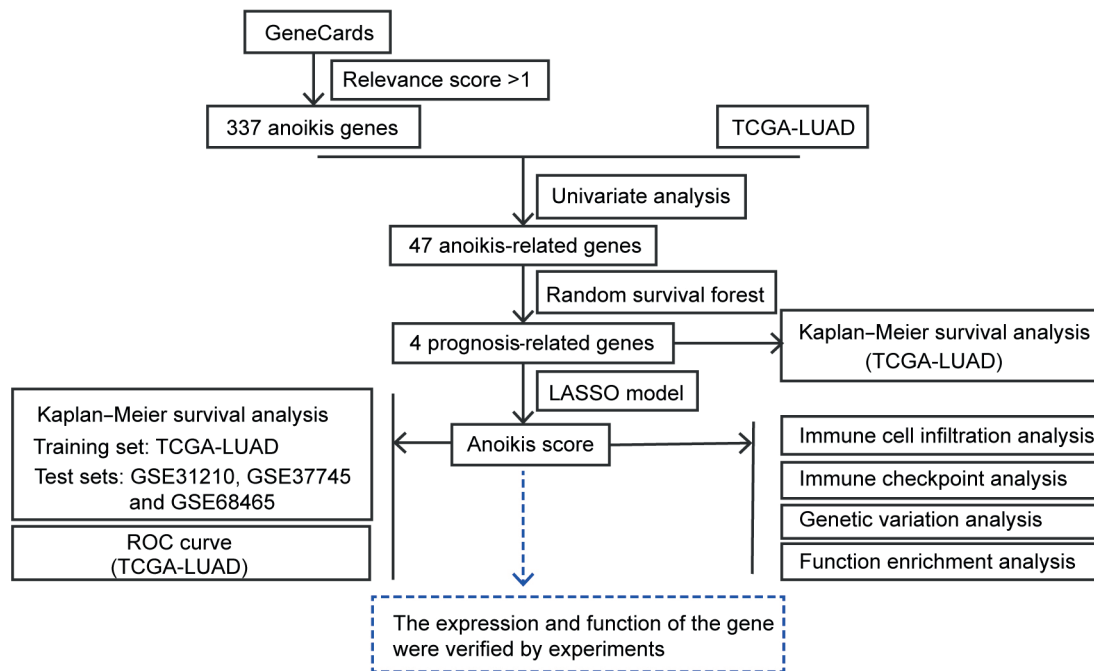 GeneCards
Relevance score >1
337 anoikis genes
TCGA-LUAD
Univariate analysis
47 anoikis-related genes
Random survival forest
4 prognosis-related genes
Kaplan–Meier survival analysis
(TCGA-LUAD)
LASSO model
Kaplan–Meier survival analysis
Training set: TCGA-LUAD
Test sets: GSE31210, GSE37745
and GSE68465
ROC curve
(TCGA-LUAD)
Anoikis score
Immune cell infiltration analysis
Immune checkpoint analysis
Genetic variation analysis
Function enrichment analysis
The expression and function of the gene
were verified by experiments